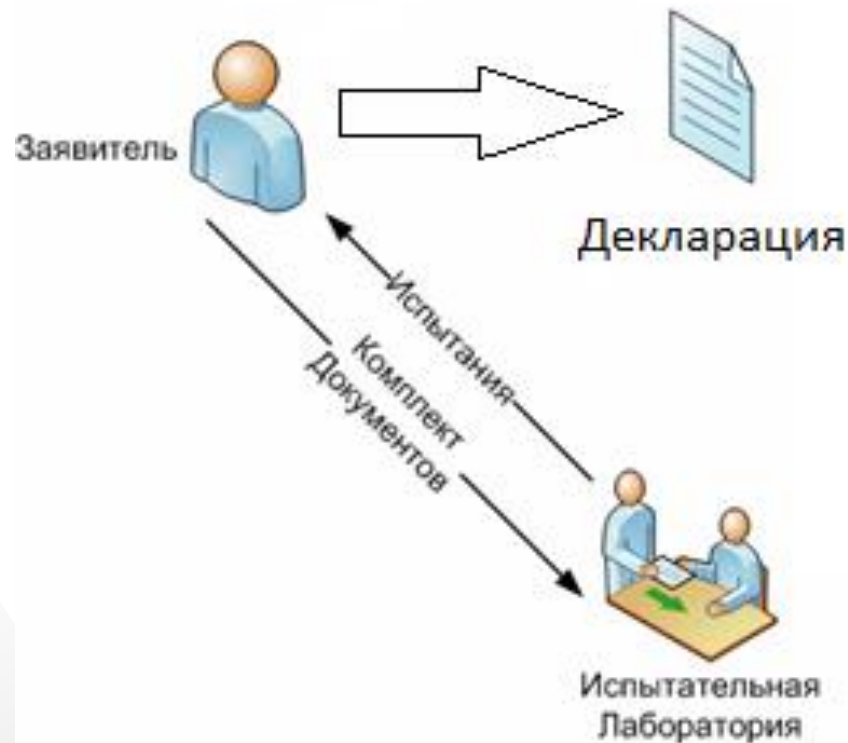 Заявитель
Декларация
Испытания
Комплект
Документов
Испытательная
Лаборатория